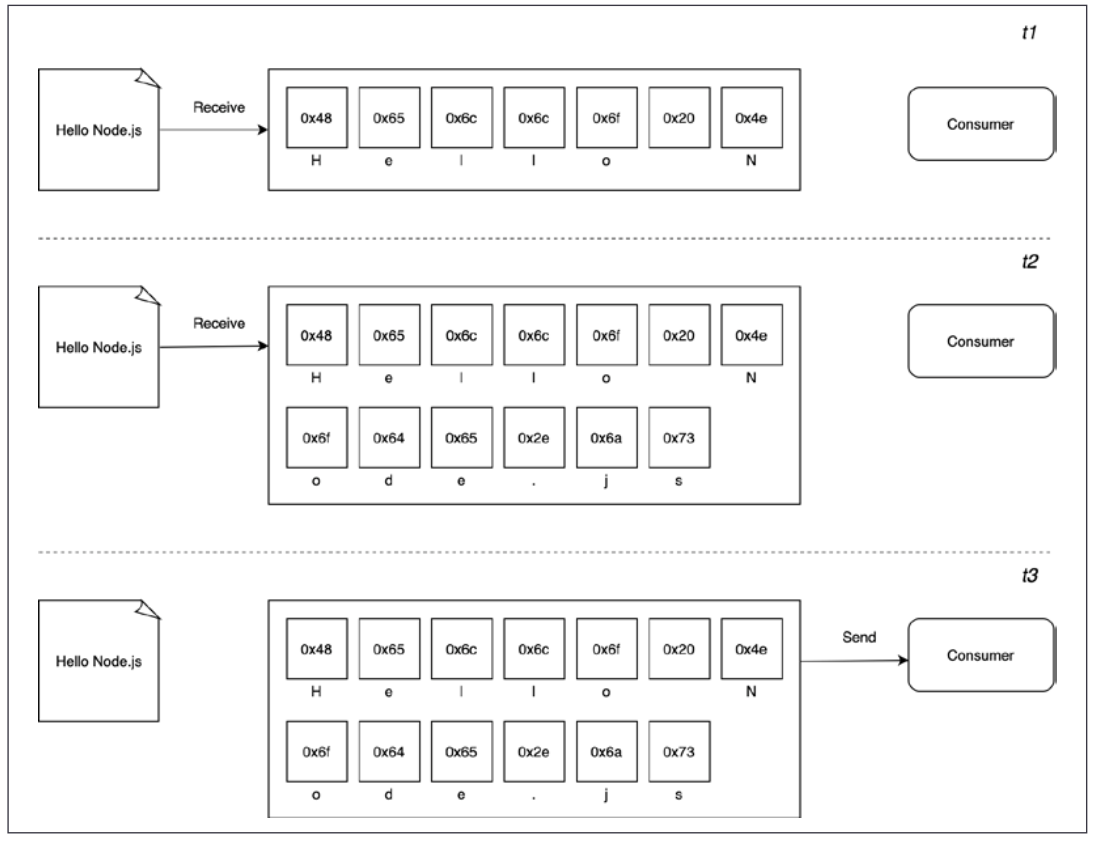 t1
Hello Node.js
Receive
0x48 0x65 0x6c 0x6c 0x6f 0x20 0x4e
H e l l o N
Consumer
t2
Hello Node.js
Receive
0x48 0x65 0x6c 0x6c 0x6f 0x20 0x4e
H e l l o N
0x6f 0x64 0x65 0x2e 0x6a 0x73
o d e . j s
Consumer
t3
Hello Node.js
0x48 0x65 0x6c 0x6c 0x6f 0x20 0x4e
H e l l o N
0x6f 0x64 0x65 0x2e 0x6a 0x73
o d e . j s
Send
Consumer